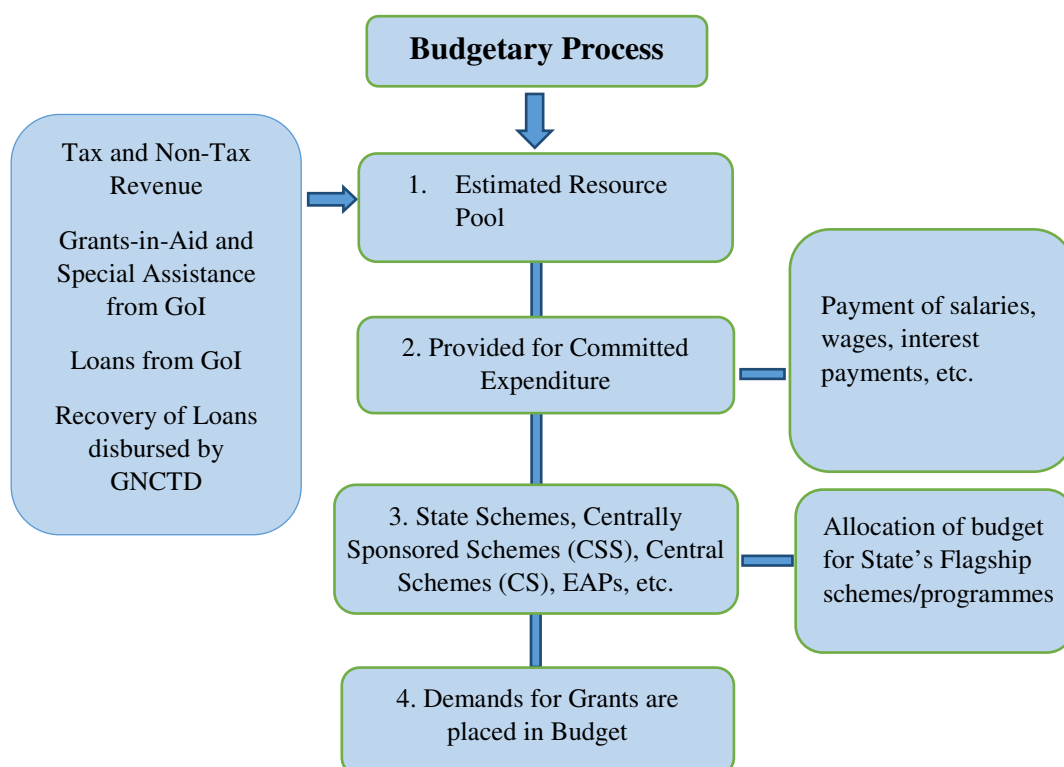 Budgetary Process
Tax and Non-Tax
Revenue
Grants-in-Aid and
Special Assistance
from GoI
Loans from GoI
Recovery of Loans
disbursed by
GNCTD
1. Estimated Resource
Pool
2. Provided for Committed
Expenditure
Payment of salaries,
wages, interest
payments, etc.
3. State Schemes, Centrally
Sponsored Schemes (CSS), Central
Schemes (CS), EAPs, etc.
Allocation of budget
for State’s Flagship
schemes/programmes
4. Demands for Grants are
placed in Budget